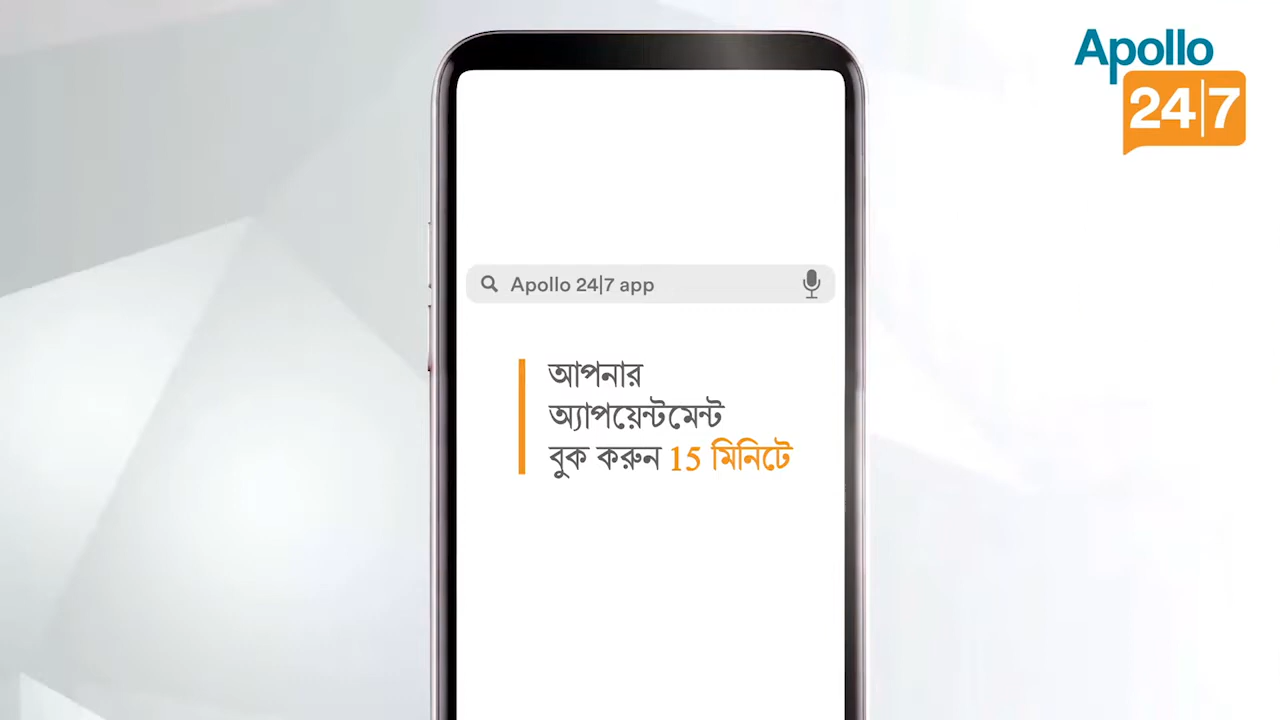 Apollo
24|7
Apollo 24|7 app
আপনার
অ্যাপয়েন্টমেন্ট
বুক করুন 15 মিনিটে